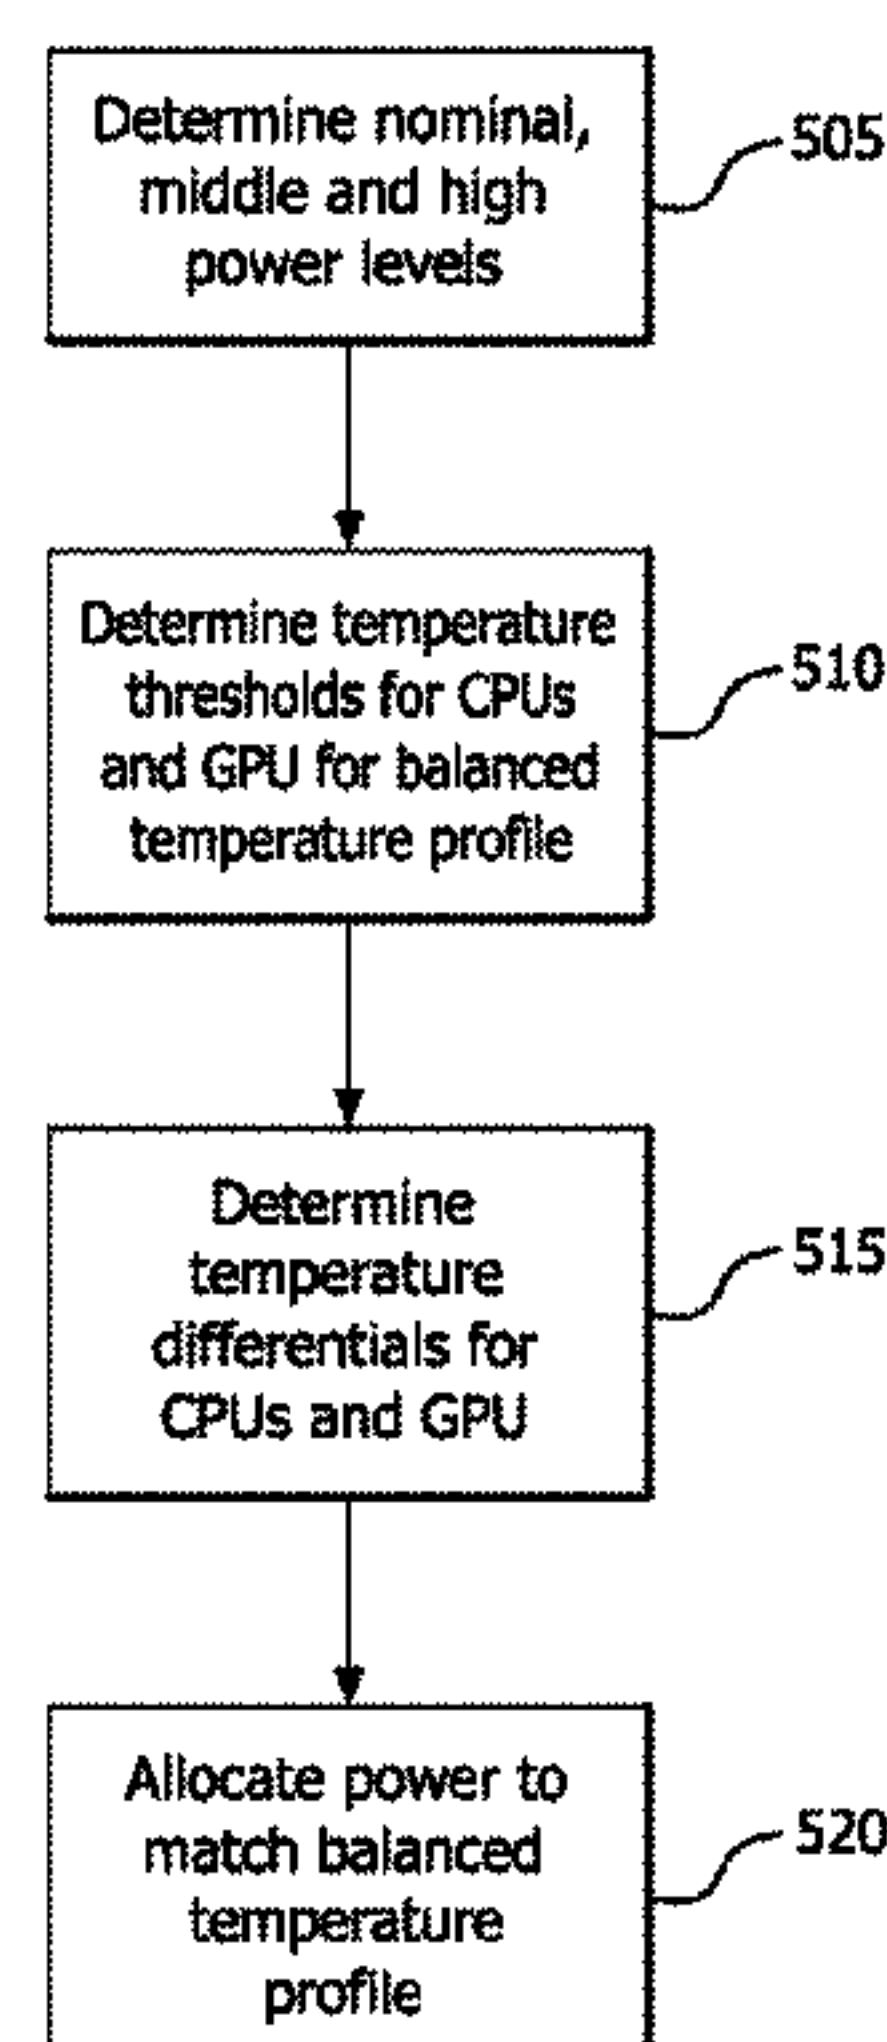 Determine nominal,
middle and high
power levels
505
Determine temperature
thresholds for CPUs
and GPU for balanced
temperature profile
510
Determine
temperature
differentials for
CPUs and GPU
515
Allocate power to
match balanced
temperature
profile
520